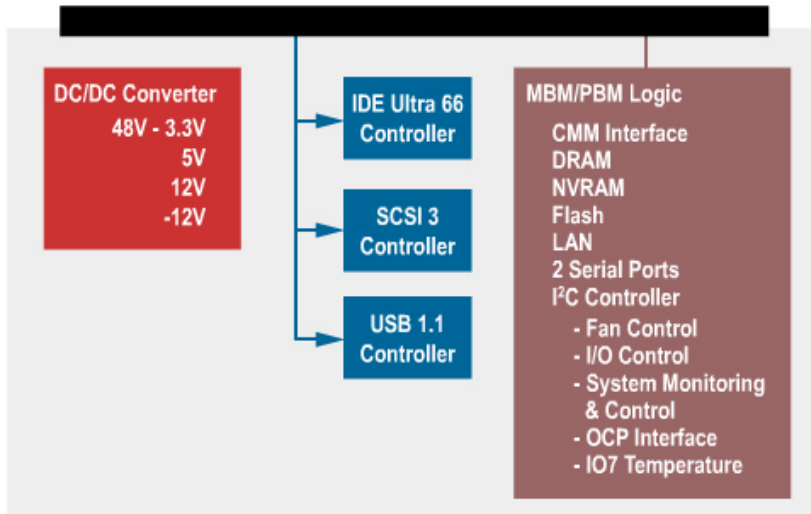 DC/DC Converter
48V - 3.3V
5V
12V
-12V
IDE Ultra 66
Controller
SCSI 3
Controller
USB 1.1
Controller
MBM/PBM Logic
CMM Interface
DRAM
NVRAM
Flash
LAN
2 Serial Ports
I²C Controller
- Fan Control
- I/O Control
- System Monitoring
& Control
- OCP Interface
- IO7 Temperature